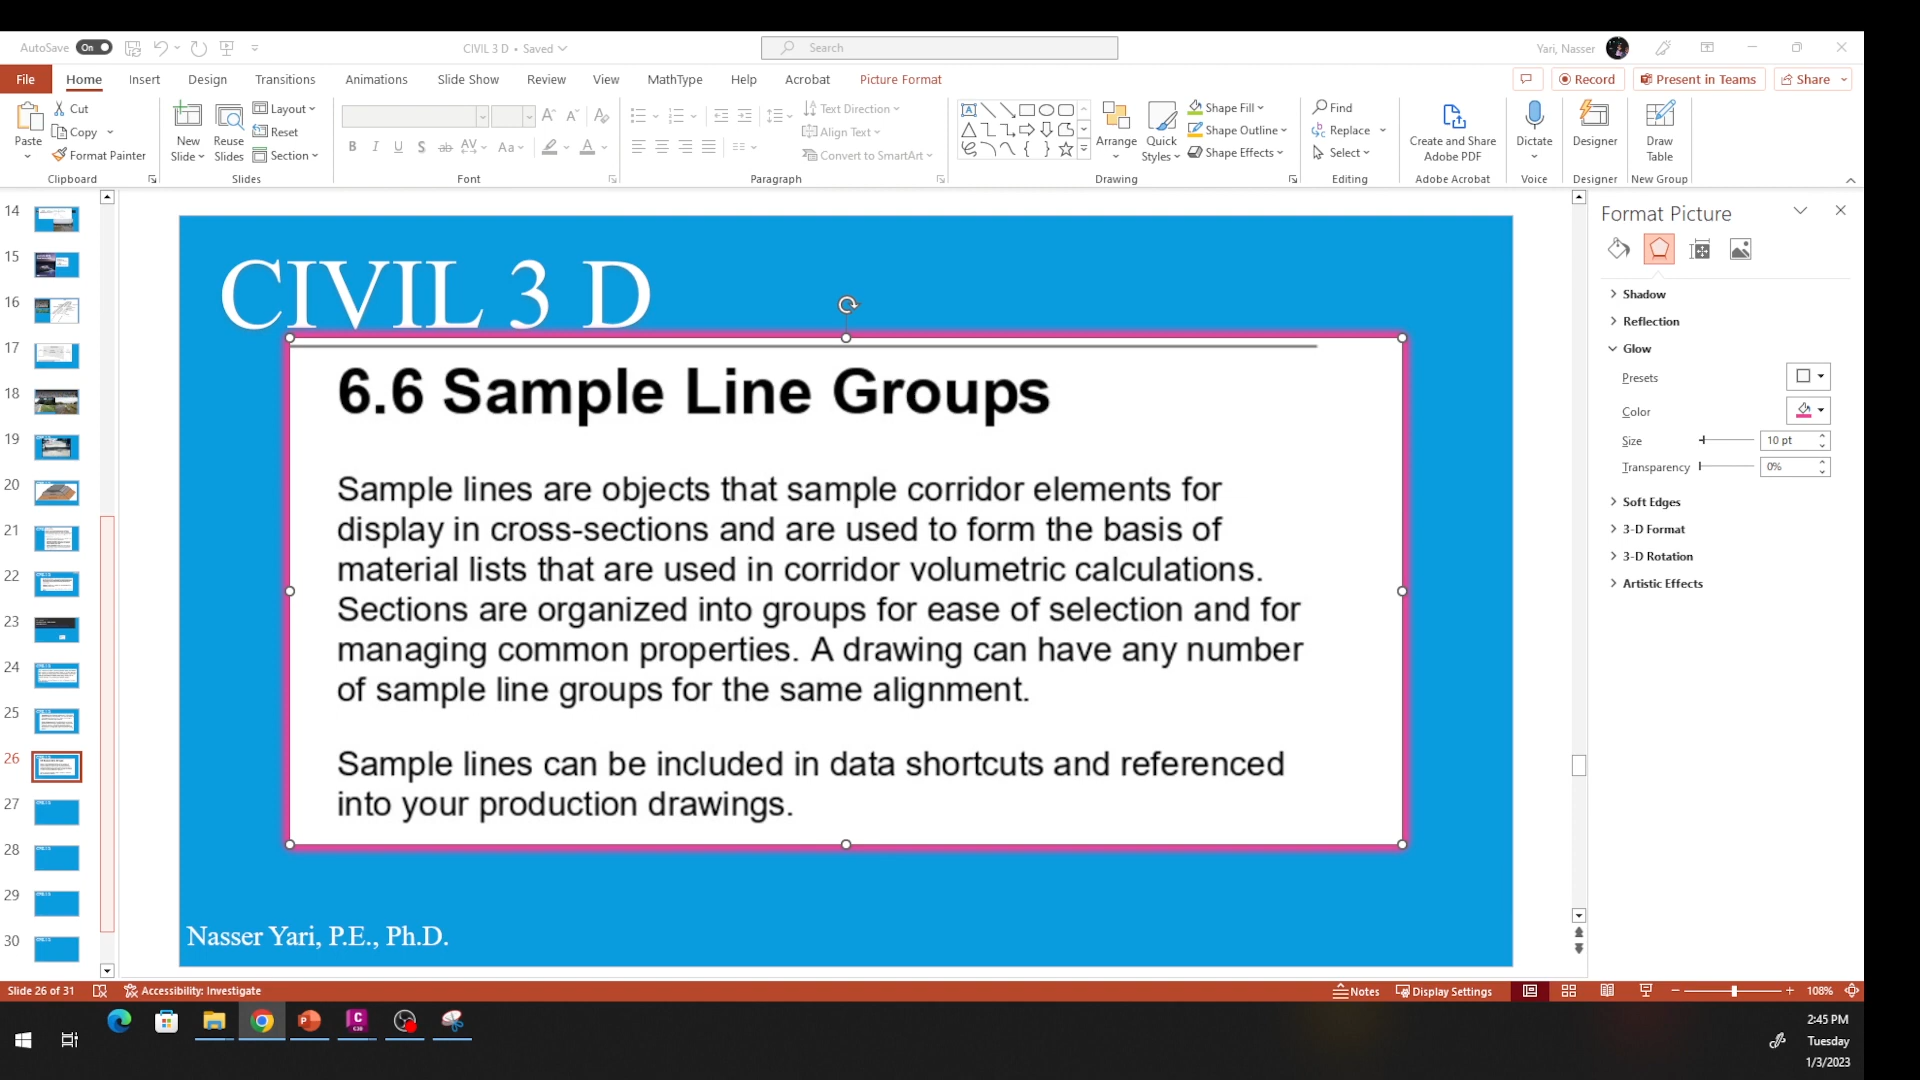 AutoSave On
CIVIL 3 D • Saved
Search
Yari, Nasser
File Home Insert Design Transitions Animations Slide Show Review View MathType Help Acrobat Picture Format
Record Present in Teams Share
Paste
Cut
Copy
Format Painter
Clipboard
New Slide
Reuse Slides
Layout
Reset
Section
Slides
B I U S ab AV Aa A
Font
Text Direction
Align Text
Convert to SmartArt
Paragraph
Arrange
Quick Styles
Shape Fill
Shape Outline
Shape Effects
Drawing
Find
Replace
Select
Editing
Create and Share Adobe PDF
Adobe Acrobat
Dictate
Voice
Designer
Designer
Draw Table
New Group
14
15
16
17
18
19
20
21
22
23
24
25
26
27
28
29
30
CIVIL 3 D
6.6 Sample Line Groups
Sample lines are objects that sample corridor elements for
display in cross-sections and are used to form the basis of
material lists that are used in corridor volumetric calculations.
Sections are organized into groups for ease of selection and for
managing common properties. A drawing can have any number
of sample line groups for the same alignment.
Sample lines can be included in data shortcuts and referenced
into your production drawings.
Nasser Yari, P.E., Ph.D.
Format Picture
Shadow
Reflection
Glow
Presets
Color
Size 10 pt
Transparency 0%
Soft Edges
3-D Format
3-D Rotation
Artistic Effects
Slide 26 of 31 Accessibility: Investigate Notes Display Settings 108%
2:45 PM
Tuesday
1/3/2023